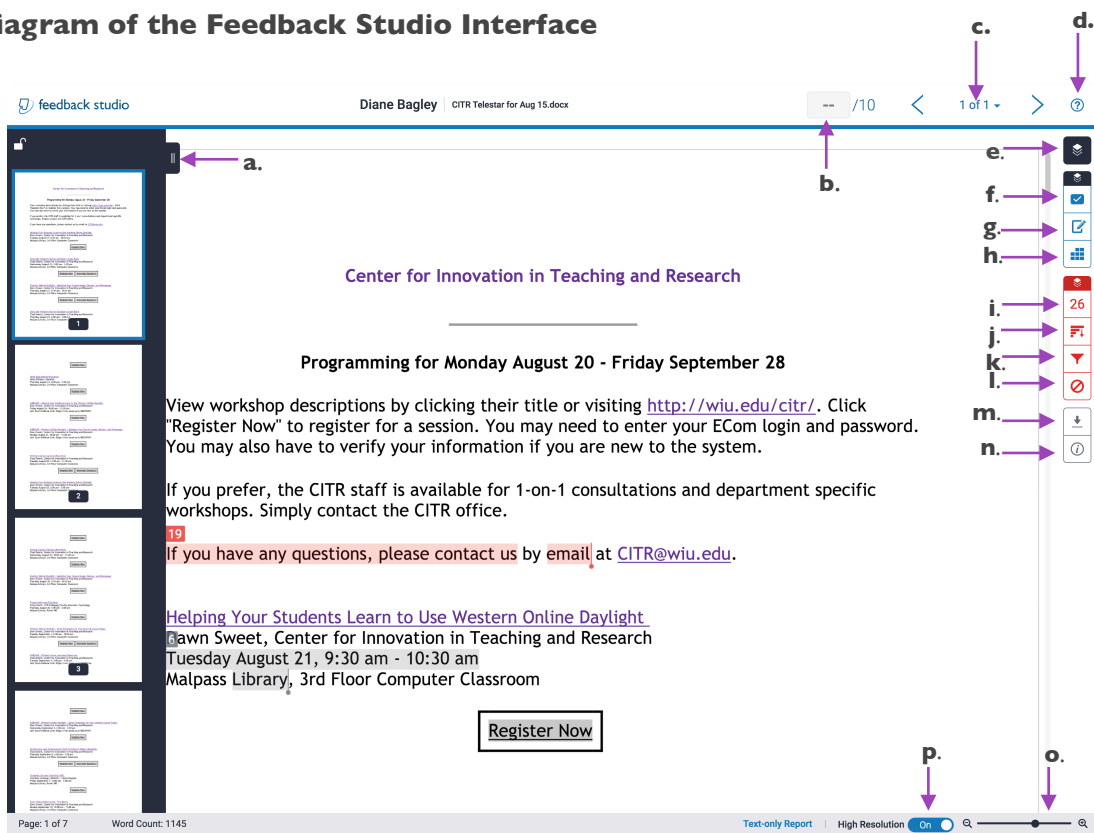 iagram of the Feedback Studio Interface
c.
d.
feedback studio
Diane Bagley
CITR Telestar for Aug 15.docx
-- /10
1 of 1
a.
b.
e.
f.
g.
h.
i.
26
j.
k.
l.
m.
n.
Center for Innovation in Teaching and Research
Programming for Monday August 20 - Friday September 28
View workshop descriptions by clicking their title or visiting http://wiu.edu/citr/. Click
"Register Now" to register for a session. You may need to enter your ECom login and password.
You may also have to verify your infonmation if you are new to the system.
If you prefer, the CITR staff is available for 1-on-1 consultations and department specific
workshops. Simply contact the CITR office.
19
If you have any questions, please contact us by email at CITR@wiu.edu.
Helping Your Students Learn to Use Western Online Daylight
6
awn Sweet, Center for Innovation in Teaching and Research
Tuesday August 21, 9:30 am - 10:30 am
Malpass Library, 3rd Floor Computer Classroom
Register Now
1
2
3
p.
o.
Page: 1 of 7
Word Count: 1145
Text-only Report
High Resolution
On